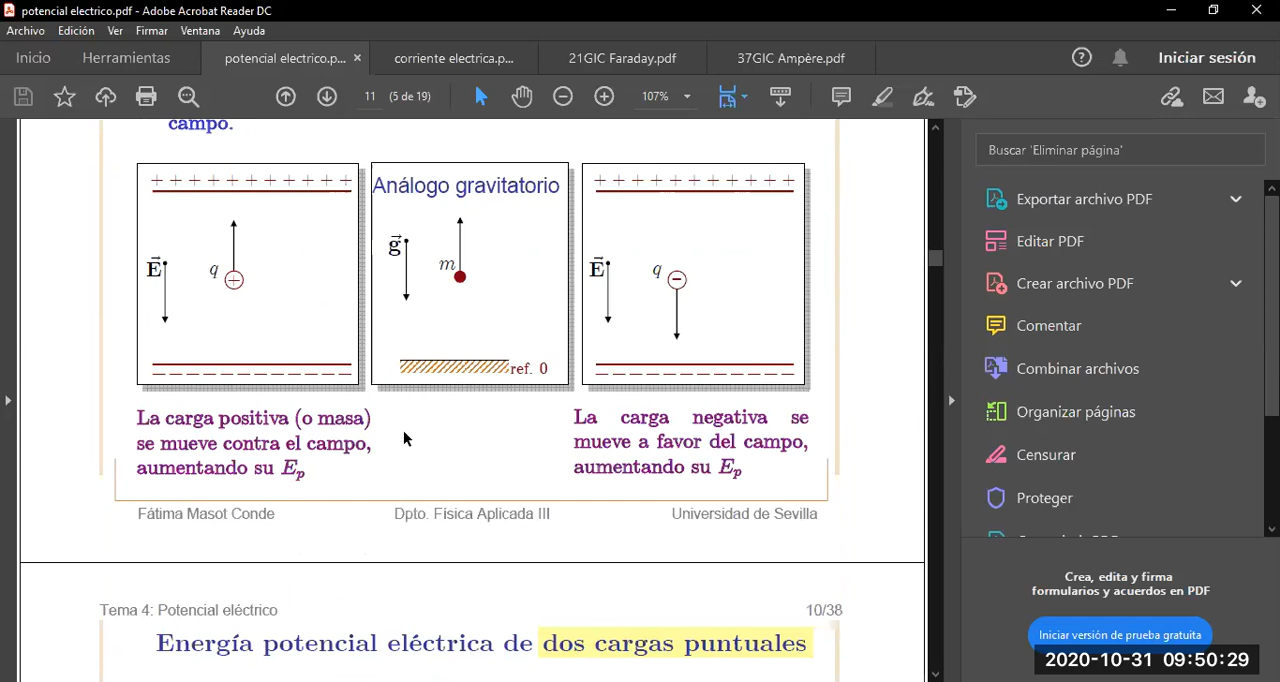 potencial electrico.pdf - Adobe Acrobat Reader DC
Archivo Edición Ver Firmar Ventana Ayuda
Inicio Herramientas potencial electrico.p... × corriente electrica.p... 21GIC Faraday.pdf 37GIC Ampère.pdf Iniciar sesión
11 (5 de 19) 107%
campo.
+ + + + + + + + + + +
E q +
Análogo gravitatorio
g m
ref. 0
+ + + + + + + + + + +
E q −
La carga positiva (o masa)
se mueve contra el campo,
aumentando su Ep
La carga negativa se
mueve a favor del campo,
aumentando su Ep
Fátima Masot Conde Dpto. Física Aplicada III Universidad de Sevilla
Tema 4: Potencial eléctrico 10/38
Energía potencial eléctrica de dos cargas puntuales
Buscar 'Eliminar página'
Exportar archivo PDF
Editar PDF
Crear archivo PDF
Comentar
Combinar archivos
Organizar páginas
Censurar
Proteger
Crea, edita y firma
formularios y acuerdos en PDF
Iniciar versión de prueba gratuita
2020-10-31 09:50:29